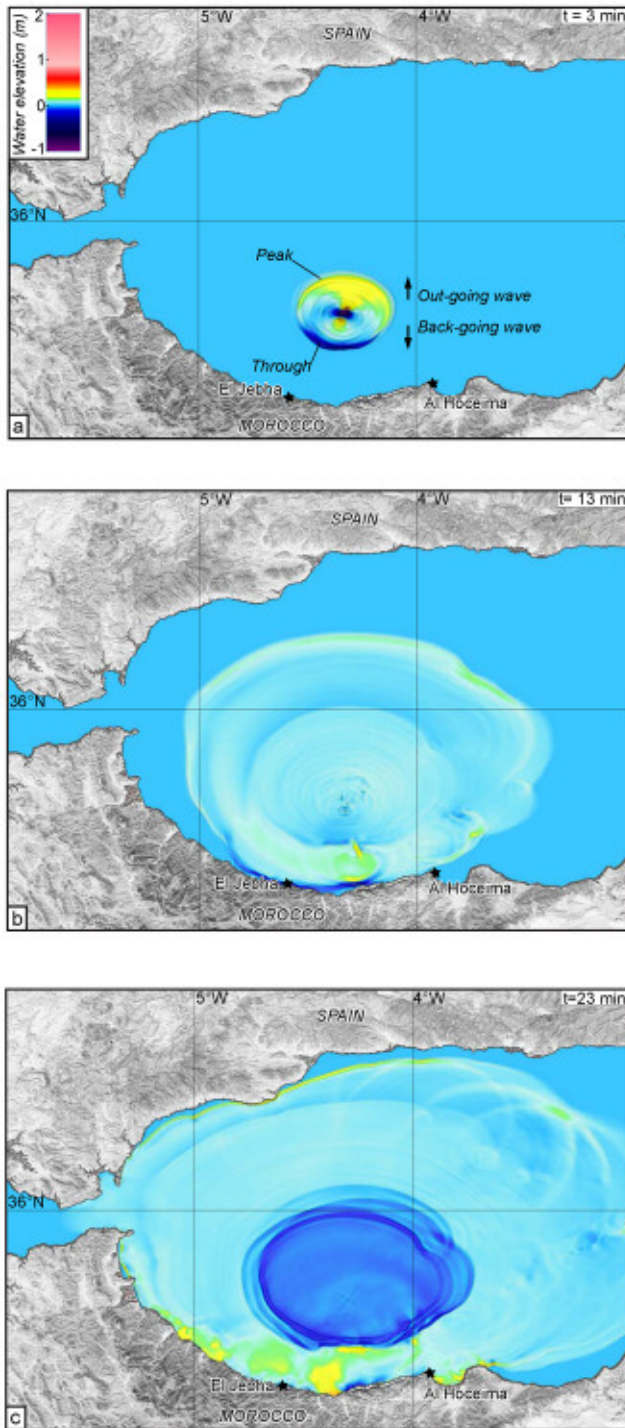 SPAIN
5°W
4°W
t = 3 min
Water elevation (m)
2
1
0
-1
36°N
Peak
Out-going wave
Back-going wave
Through
El Jebha
Al Hoceima
MOROCCO
a
5°W
4°W
t= 13 min
SPAIN
36°N
El Jebha
Al Hoceima
MOROCCO
b
5°W
4°W
t=23 min
SPAIN
36°N
El Jebha
Al Hoceima
MOROCCO
c